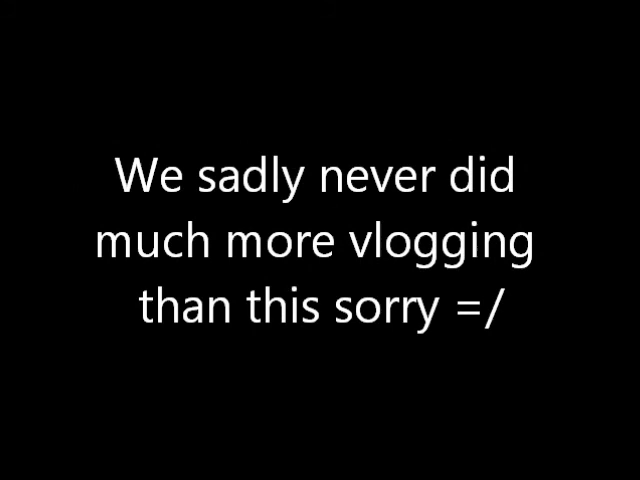 We sadly never did
much more vlogging
than this sorry =/